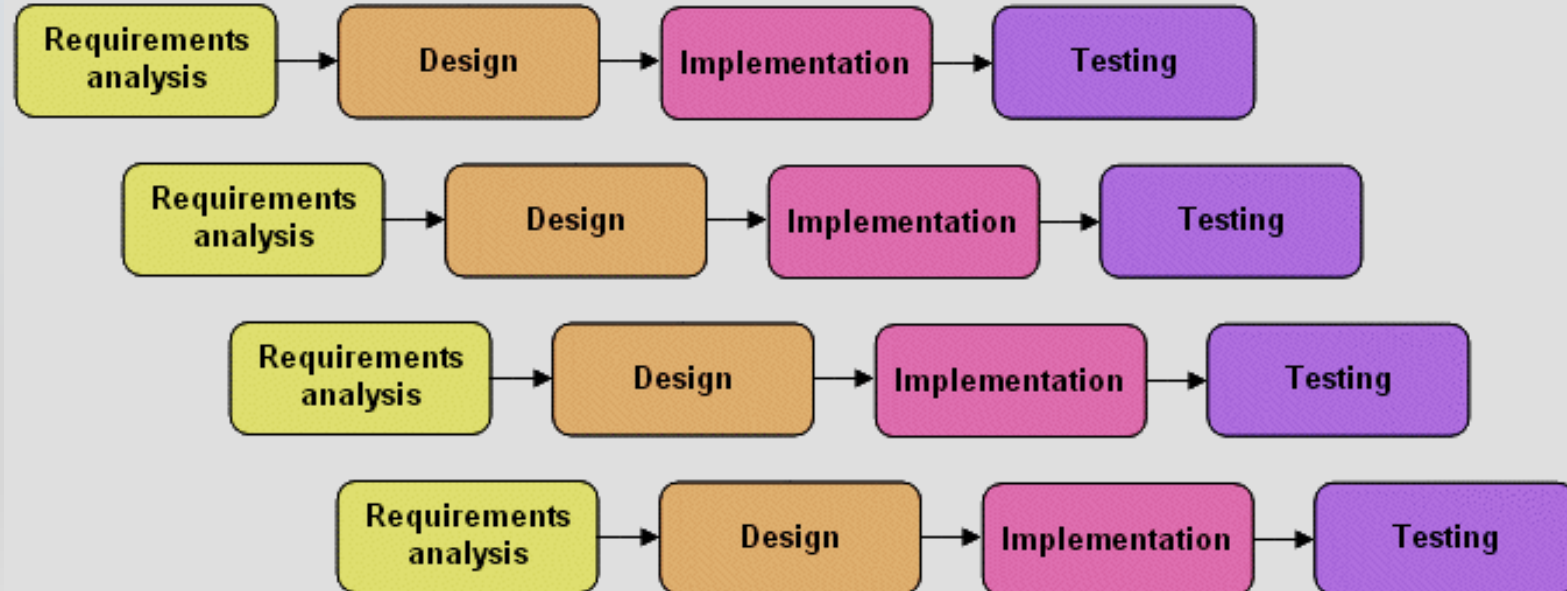 Requirements
analysis
Design
Implementation
Testing
Requirements
analysis
Design
Implementation
Testing
Requirements
analysis
Design
Implementation
Testing
Requirements
analysis
Design
Implementation
Testing